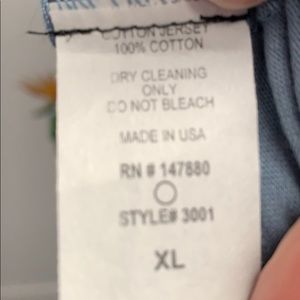 COTTON JERSEY
100% COTTON
DRY CLEANING
ONLY
DO NOT BLEACH
MADE IN USA
RN # 147880
STYLE# 3001
XL